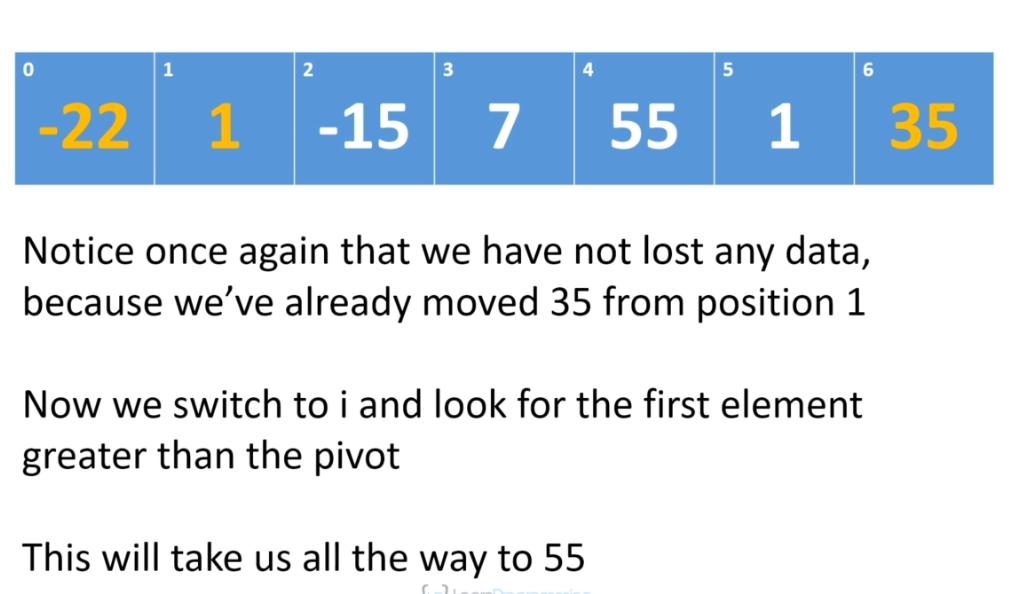 0 1 2 3 4 5 6
-22 1 -15 7 55 1 35
Notice once again that we have not lost any data,
because we’ve already moved 35 from position 1
Now we switch to i and look for the first element
greater than the pivot
This will take us all the way to 55